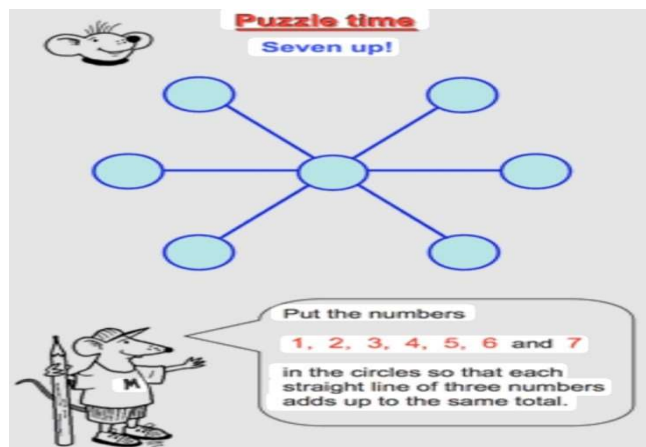 Puzzle time
Seven up!
Put the numbers
1, 2, 3, 4, 5, 6 and 7
in the circles so that each
straight line of three numbers
adds up to the same total.
M